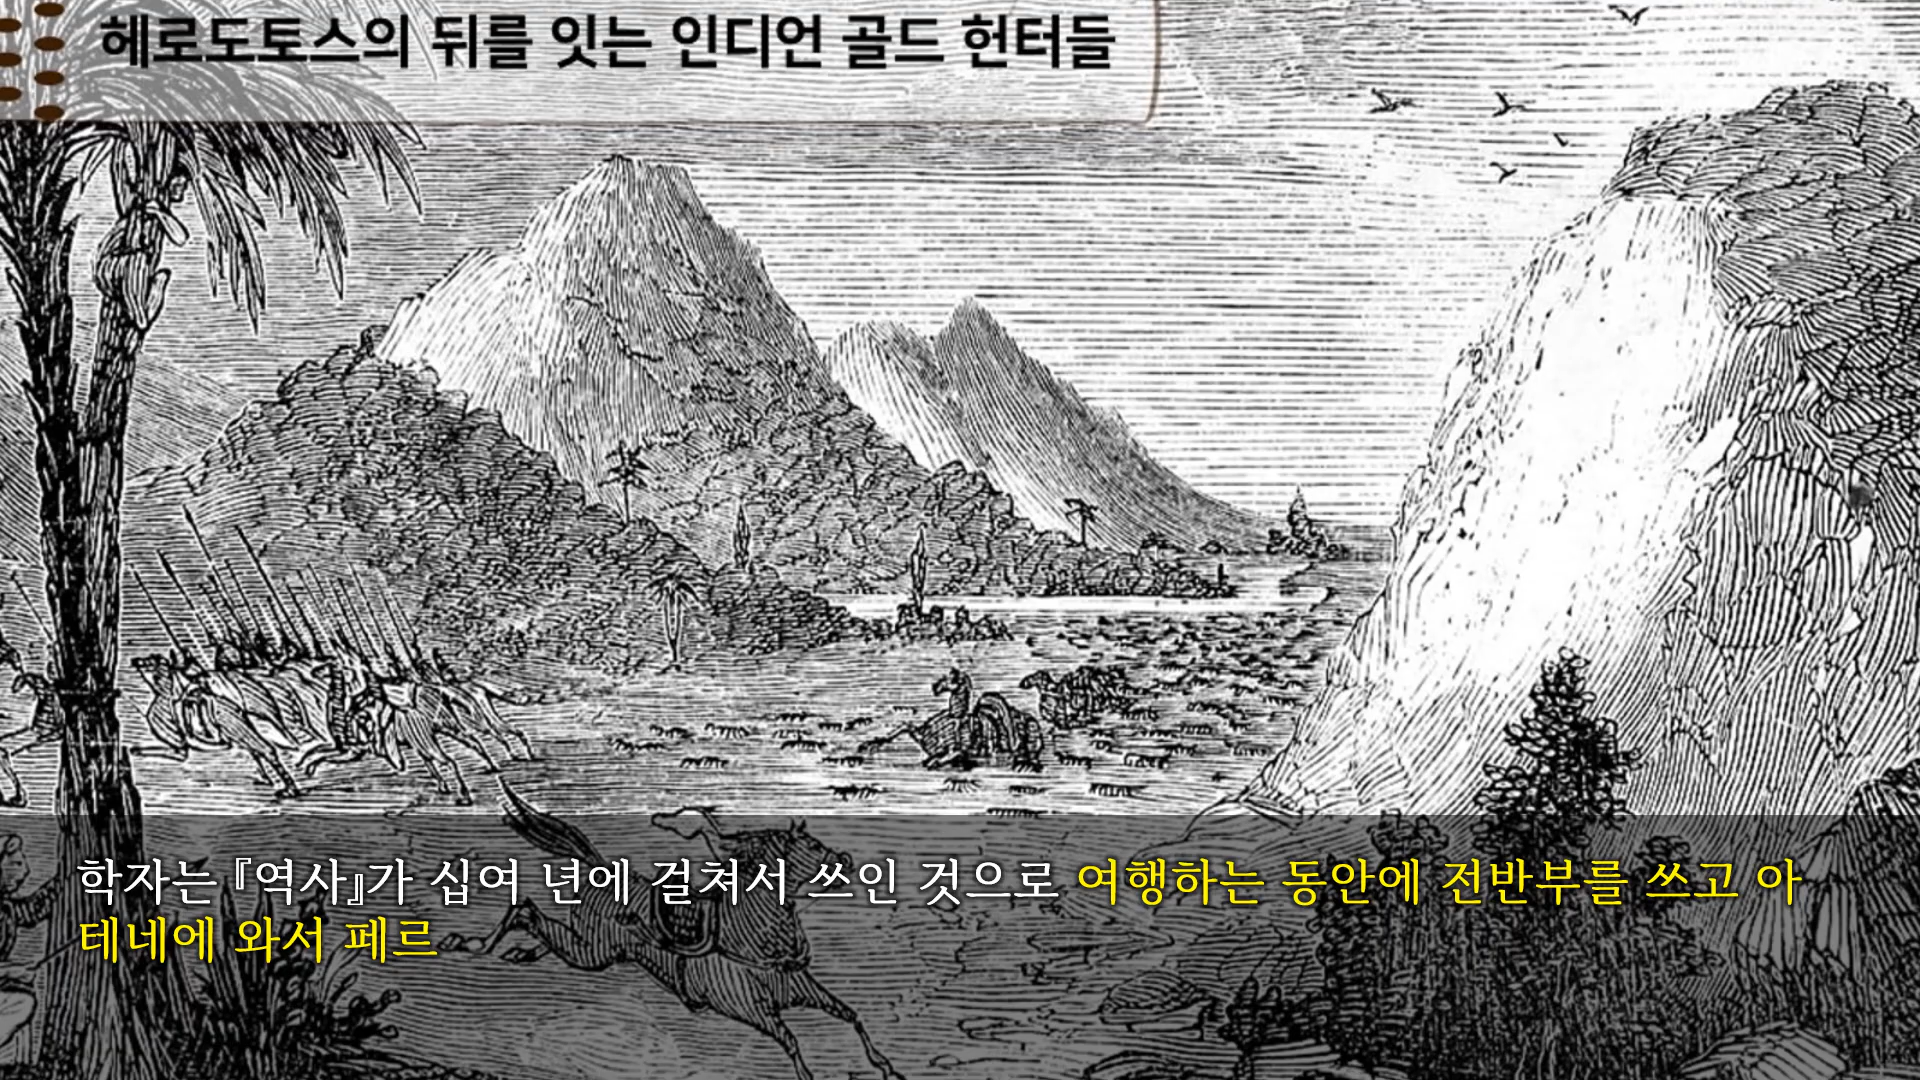 헤로도토스의 뒤를 잇는 인디언 골드 헌터들
학자는 『역사』가 십여 년에 걸쳐서 쓰인 것으로 여행하는 동안에 전반부를 쓰고 아
테네에 와서 페르